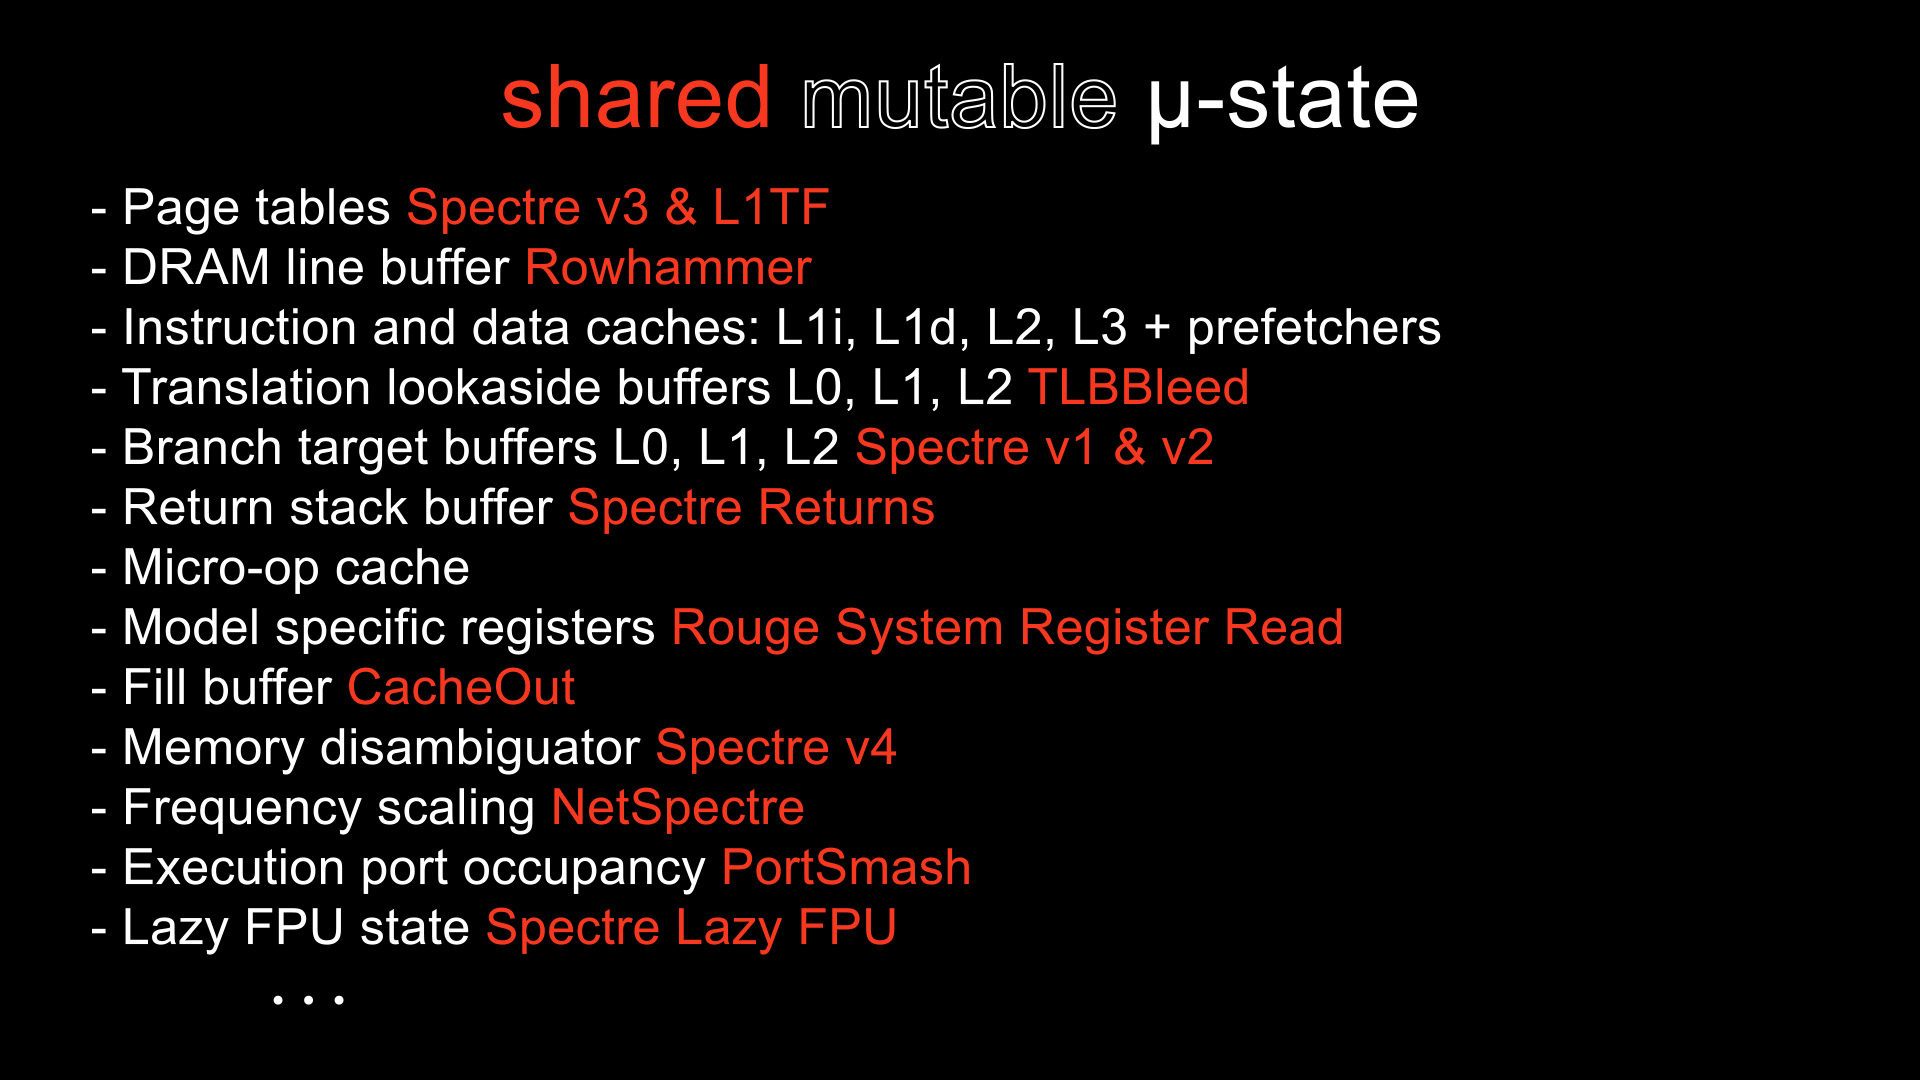 shared mutable µ-state
- Page tables Spectre v3 & L1TF
- DRAM line buffer Rowhammer
- Instruction and data caches: L1i, L1d, L2, L3 + prefetchers
- Translation lookaside buffers L0, L1, L2 TLBBleed
- Branch target buffers L0, L1, L2 Spectre v1 & v2
- Return stack buffer Spectre Returns
- Micro-op cache
- Model specific registers Rouge System Register Read
- Fill buffer CacheOut
- Memory disambiguator Spectre v4
- Frequency scaling NetSpectre
- Execution port occupancy PortSmash
- Lazy FPU state Spectre Lazy FPU
. . .